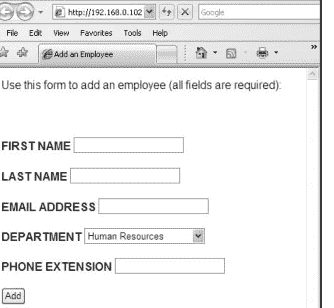 http://192.168.0.102
Google
File Edit View Favorites Tools Help
Add an Employee
Use this form to add an employee (all fields are required):
FIRST NAME
LAST NAME
EMAIL ADDRESS
DEPARTMENT Human Resources
PHONE EXTENSION
Add